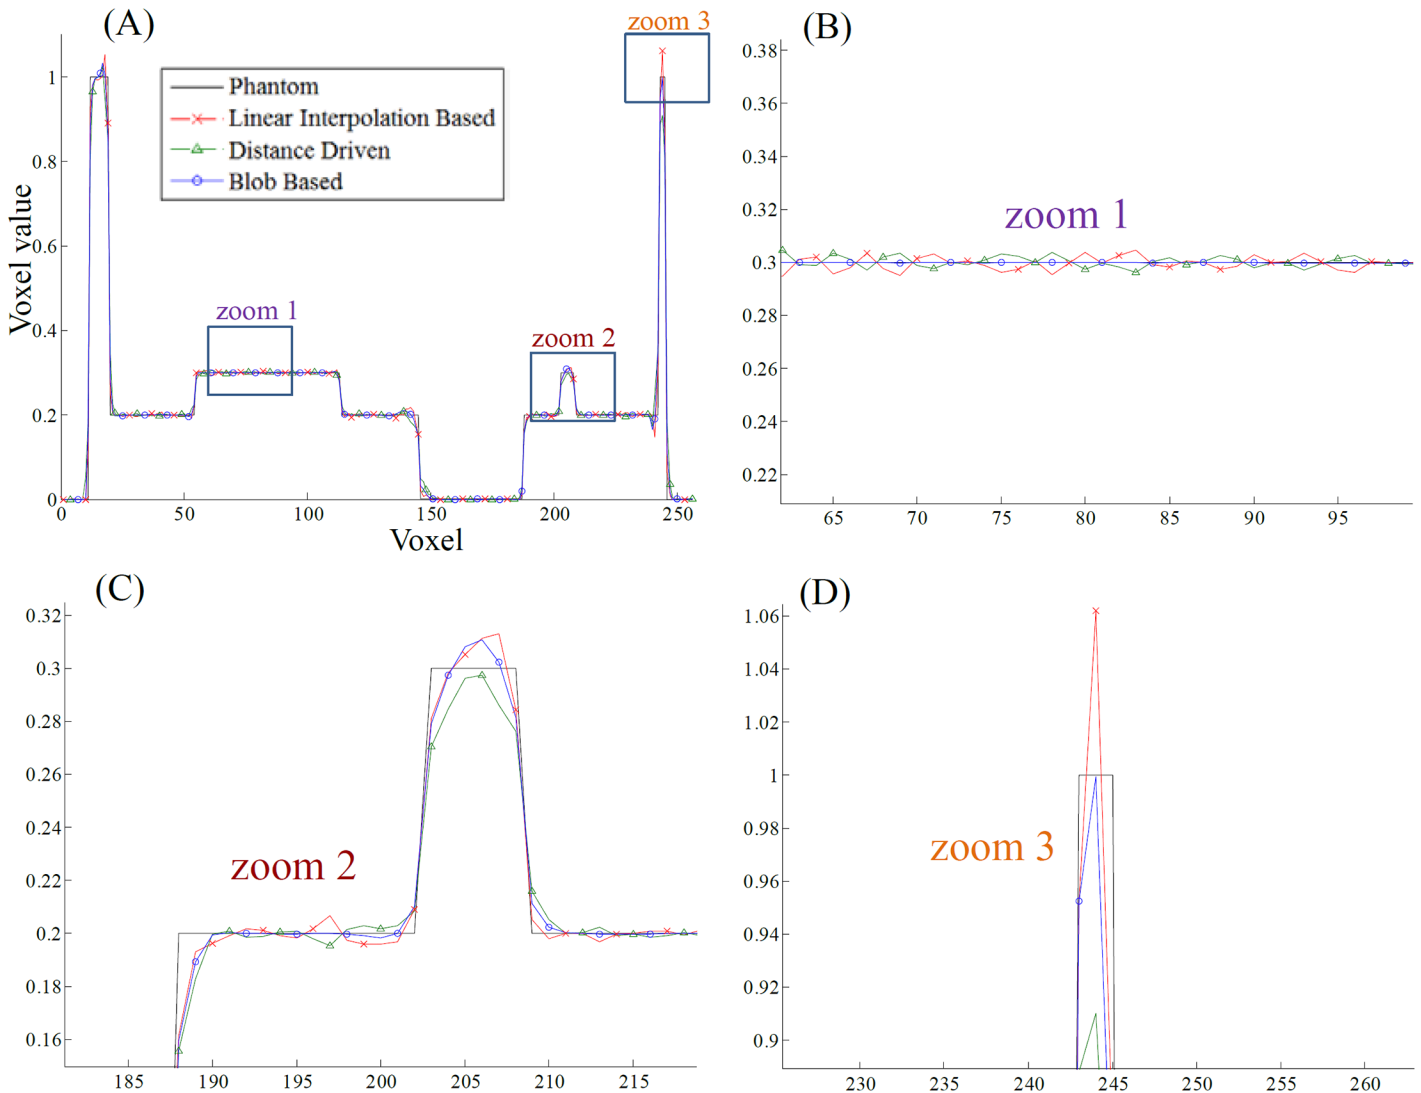 (A)
zoom 3
Phantom
Linear Interpolation Based
Distance Driven
Blob Based
zoom 1
zoom 2
Voxel value
1
0.8
0.6
0.4
0.2
0
0 50 100 150 200 250
Voxel
(B)
zoom 1
0.38
0.36
0.34
0.32
0.3
0.28
0.26
0.24
0.22
65 70 75 80 85 90 95
(C)
zoom 2
0.32
0.3
0.28
0.26
0.24
0.22
0.2
0.18
0.16
185 190 195 200 205 210 215
(D)
zoom 3
1.06
1.04
1.02
1
0.98
0.96
0.94
0.92
0.9
230 235 240 245 250 255 260